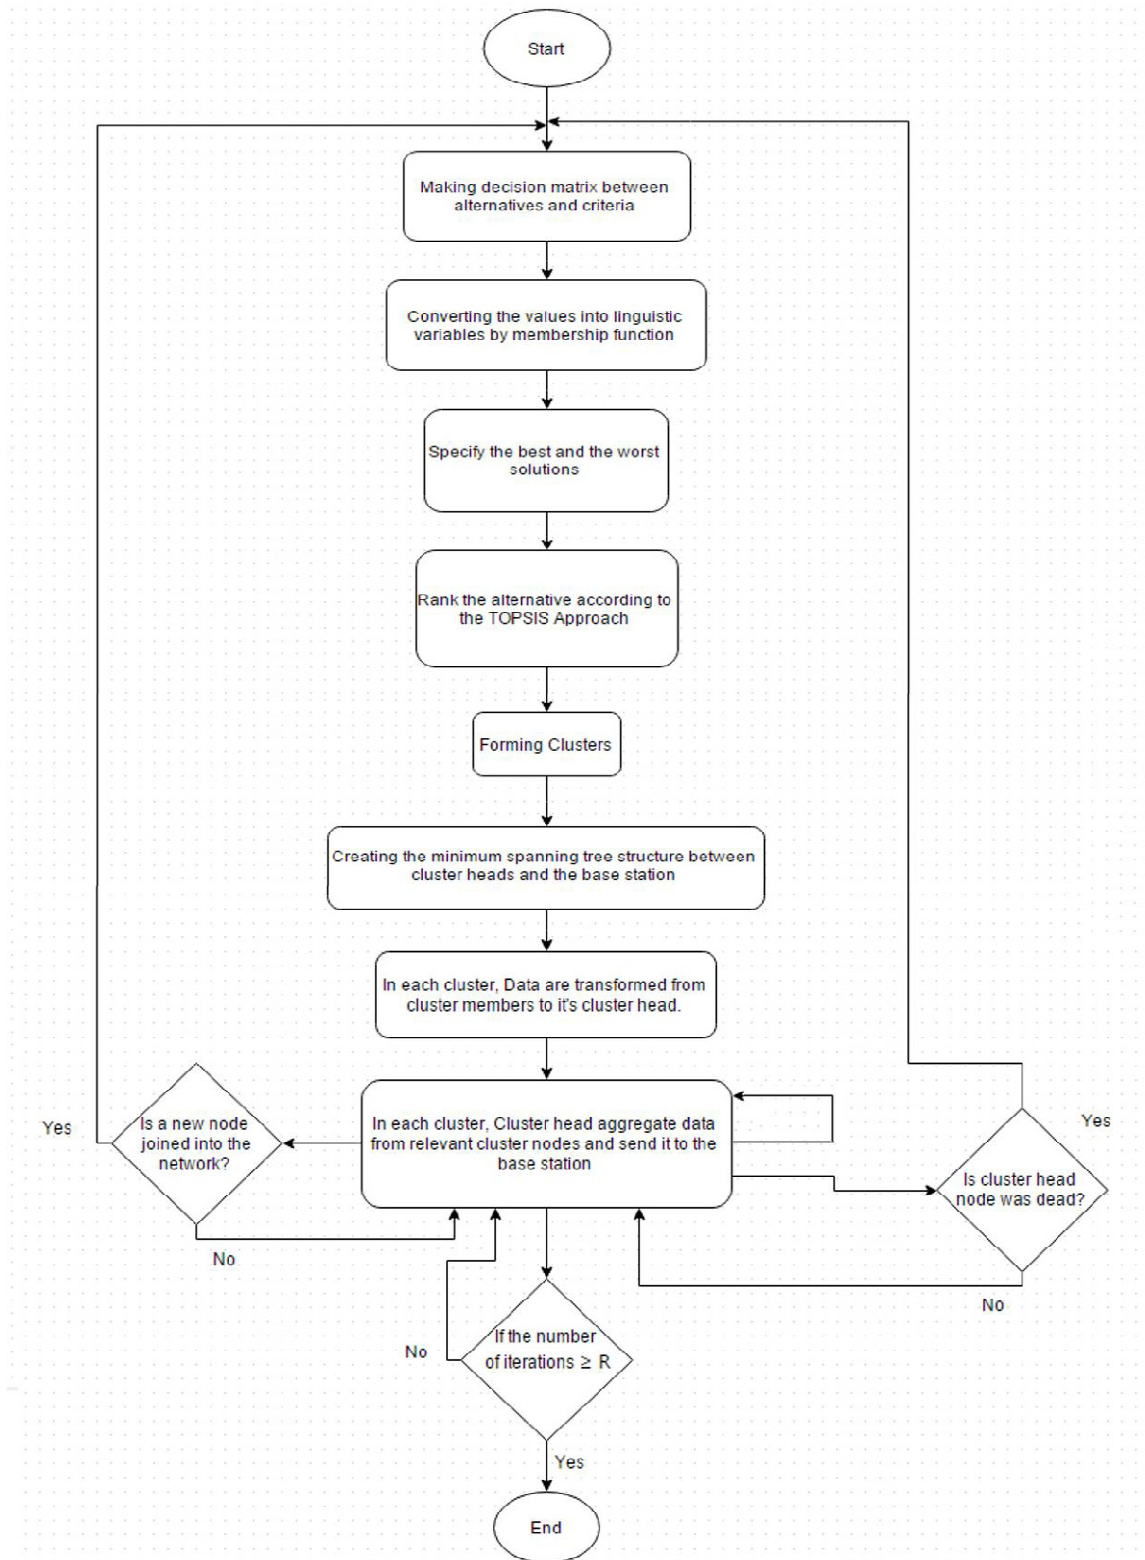 Start
Making decision matrix between
alternatives and criteria
Converting the values into linguistic
variables by membership function
Specify the best and the worst
solutions
Rank the alternative according to
the TOPSIS Approach
Forming Clusters
Creating the minimum spanning tree structure between
cluster heads and the base station
In each cluster, Data are transformed from
cluster members to it's cluster head.
Yes
Is a new node
joined into the
network?
No
In each cluster, Cluster head aggregate data
from relevant cluster nodes and send it to the
base station
Yes
Is cluster head
node was dead?
No
If the number
of iterations ≥ R
No
Yes
End